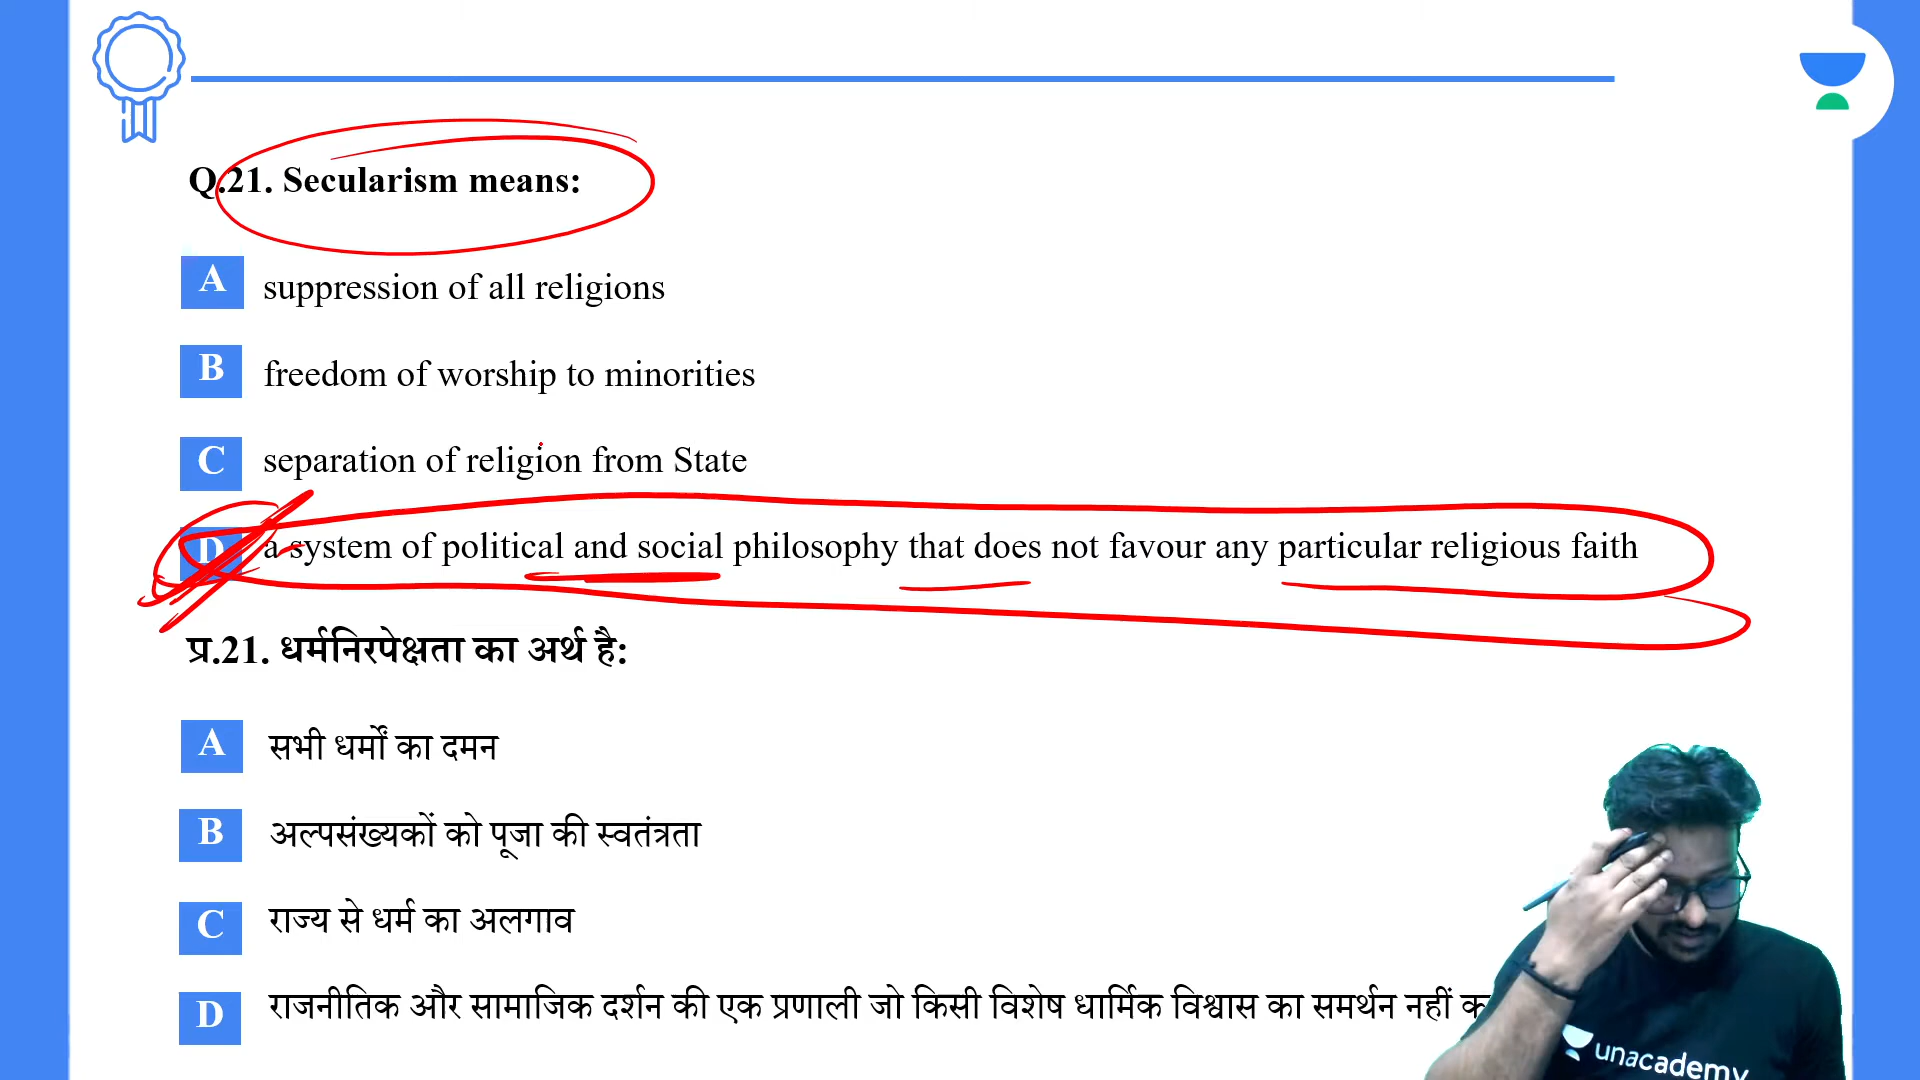 Q.21. Secularism means:
A suppression of all religions
B freedom of worship to minorities
C separation of religion from State
D a system of political and social philosophy that does not favour any particular religious faith
प्र.21. धर्मनिरपेक्षता का अर्थ है:
A सभी धर्मों का दमन
B अल्पसंख्यकों को पूजा की स्वतंत्रता
C राज्य से धर्म का अलगाव
D राजनीतिक और सामाजिक दर्शन की एक प्रणाली जो किसी विशेष धार्मिक विश्वास का समर्थन नहीं
unacademy